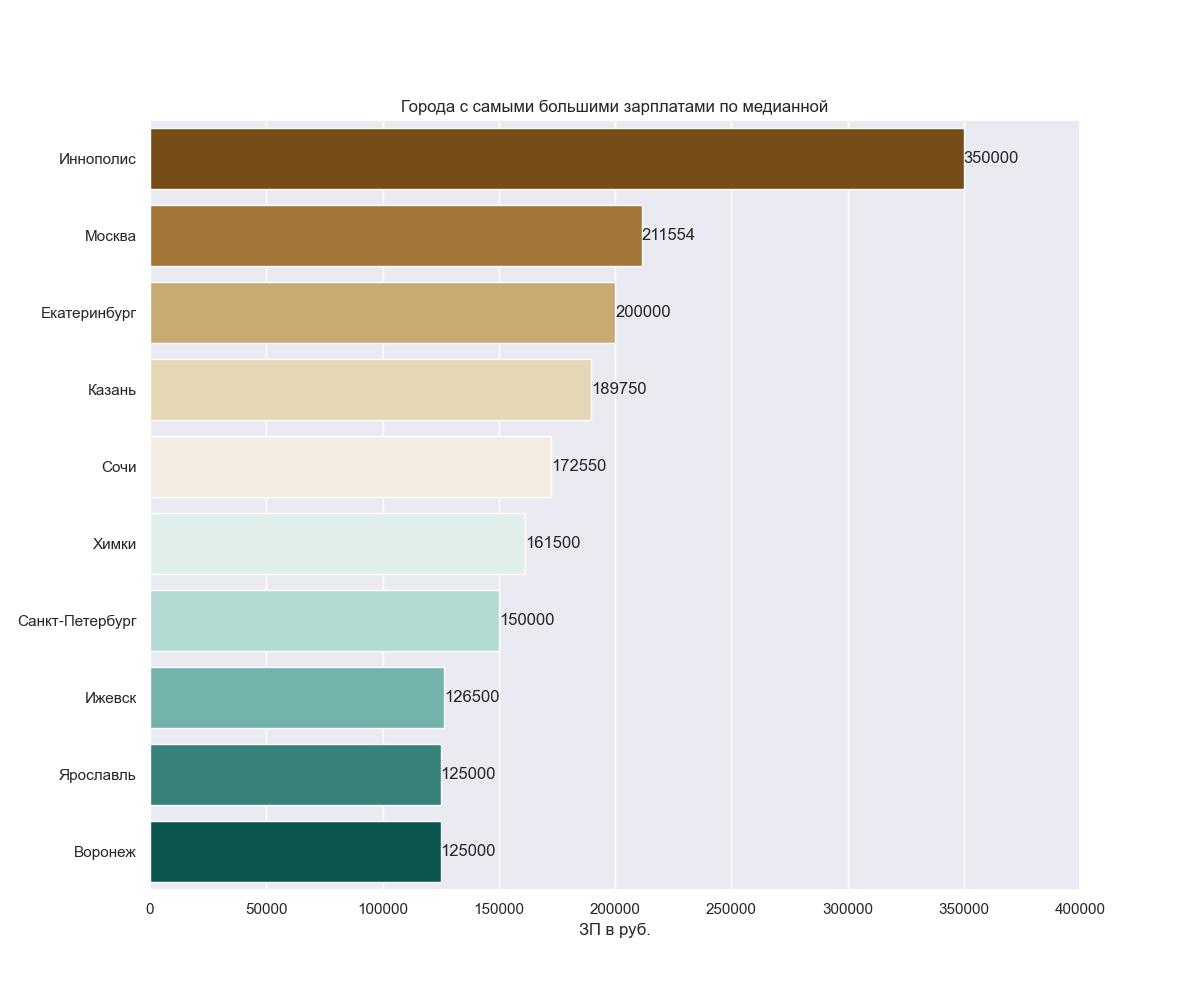 Города с самыми большими зарплатами по медианной
Иннополис 350000
Москва 211554
Екатеринбург 200000
Казань 189750
Сочи 172550
Химки 161500
Санкт-Петербург 150000
Ижевск 126500
Ярославль 125000
Воронеж 125000
0 50000 100000 150000 200000 250000 300000 350000 400000
ЗП в руб.